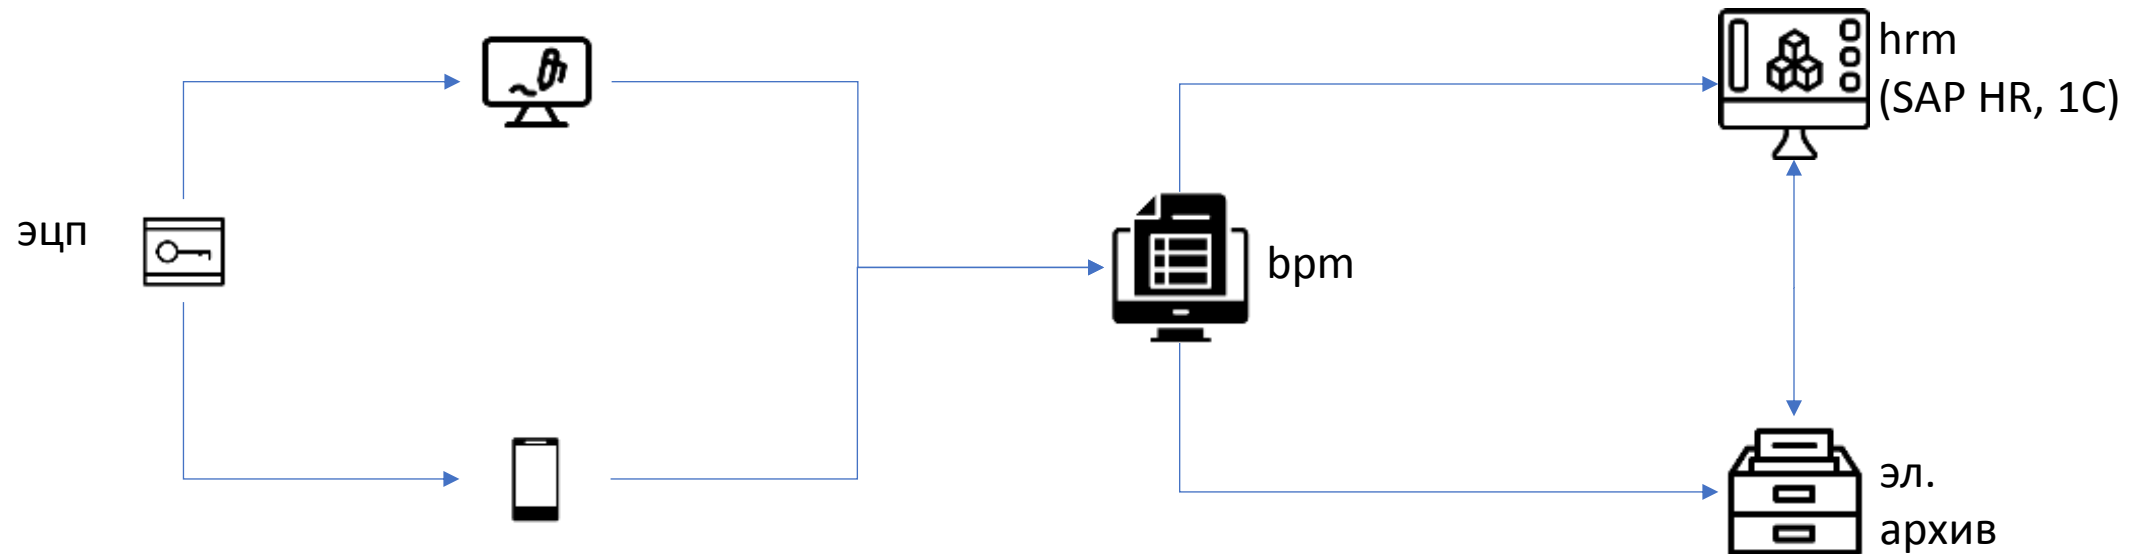 эцп
bpm
hrm
(SAP HR, 1C)
эл.
архив